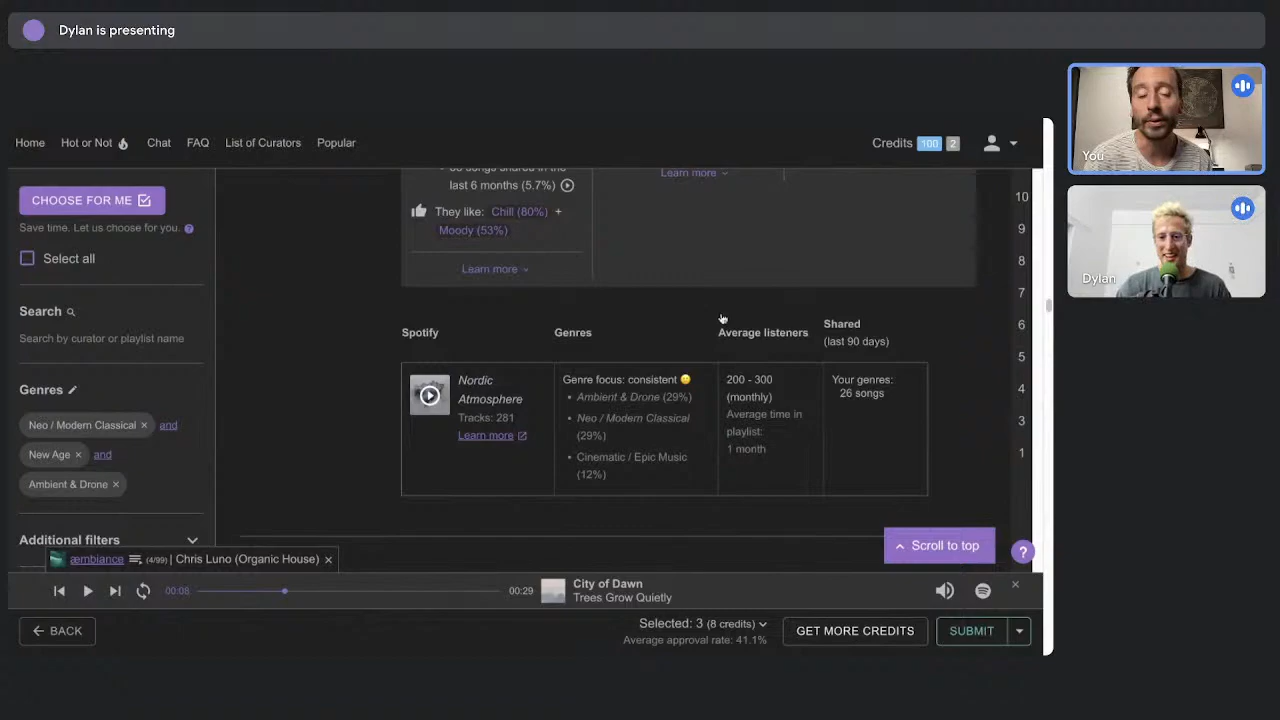 Dylan is presenting
Home Hot or Not Chat FAQ List of Curators Popular Credits 100 2
CHOOSE FOR ME
Save time. Let us choose for you.
Select all
Search
Search by curator or playlist name
Genres
Neo / Modern Classical × and
New Age × and
Ambient & Drone ×
Additional filters
songs shared in the
last 6 months (5.7%)
They like: Chill (80%) +
Moody (53%)
Learn more
Learn more
Spotify
Genres
Average listeners
Shared
(last 90 days)
Nordic
Atmosphere
Tracks: 281
Learn more
Genre focus: consistent
• Ambient & Drone (29%)
• Neo / Modern Classical
(29%)
• Cinematic / Epic Music
(12%)
200 - 300
(monthly)
Average time in
playlist:
1 month
Your genres:
26 songs
10
9
8
7
6
5
4
3
1
Scroll to top
?
æmbiance (4/99) | Chris Luno (Organic House) ×
00:08
00:29
City of Dawn
Trees Grow Quietly
BACK
Selected: 3 (8 credits)
Average approval rate: 41.1%
GET MORE CREDITS
SUBMIT
You
Dylan